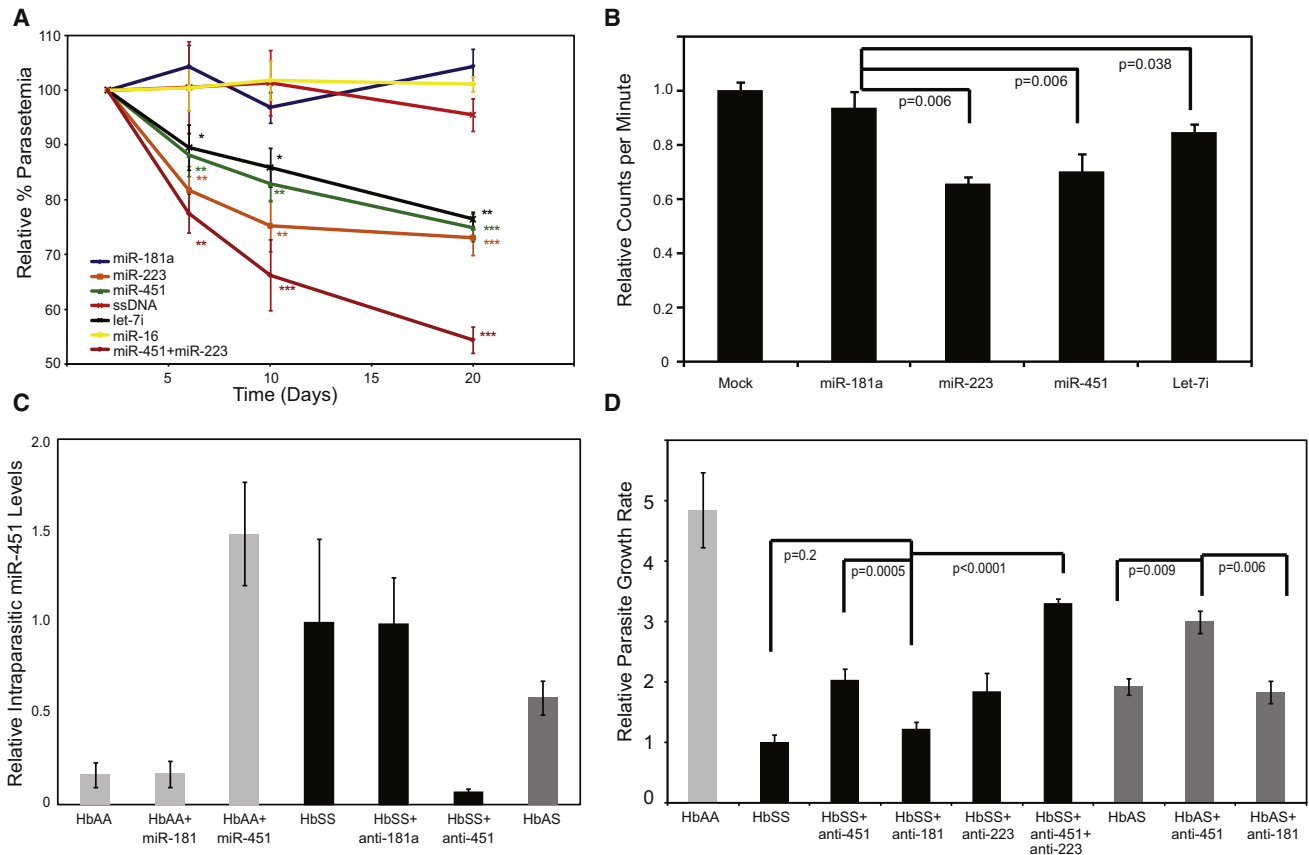 A
Relative % Parasetemia
110
100
90
80
70
60
50
*
**
**
**
*
**
**
***
**
***
***
***
miR-181a
miR-223
miR-451
ssDNA
let-7i
miR-16
miR-451+miR-223
5
10
15
20
Time (Days)
B
Relative Counts per Minute
1.0
0.8
0.6
0.4
0.2
0
p=0.038
p=0.006
p=0.006
Mock
miR-181a
miR-223
miR-451
Let-7i
C
Relative Intraparasitic miR-451 Levels
2.0
1.5
1.0
0.5
0
HbAA
HbAA+
miR-181
HbAA+
miR-451
HbSS
HbSS+
anti-181a
HbSS+
anti-451
HbAS
D
Relative Parasite Growth Rate
5
4
3
2
1
0
p=0.2
p=0.0005
p<0.0001
p=0.009
p=0.006
HbAA
HbSS
HbSS+
anti-451
HbSS+
anti-181
HbSS+
anti-223
HbSS+
anti-451+
anti-223
HbAS
HbAS+
anti-451
HbAS+
anti-181